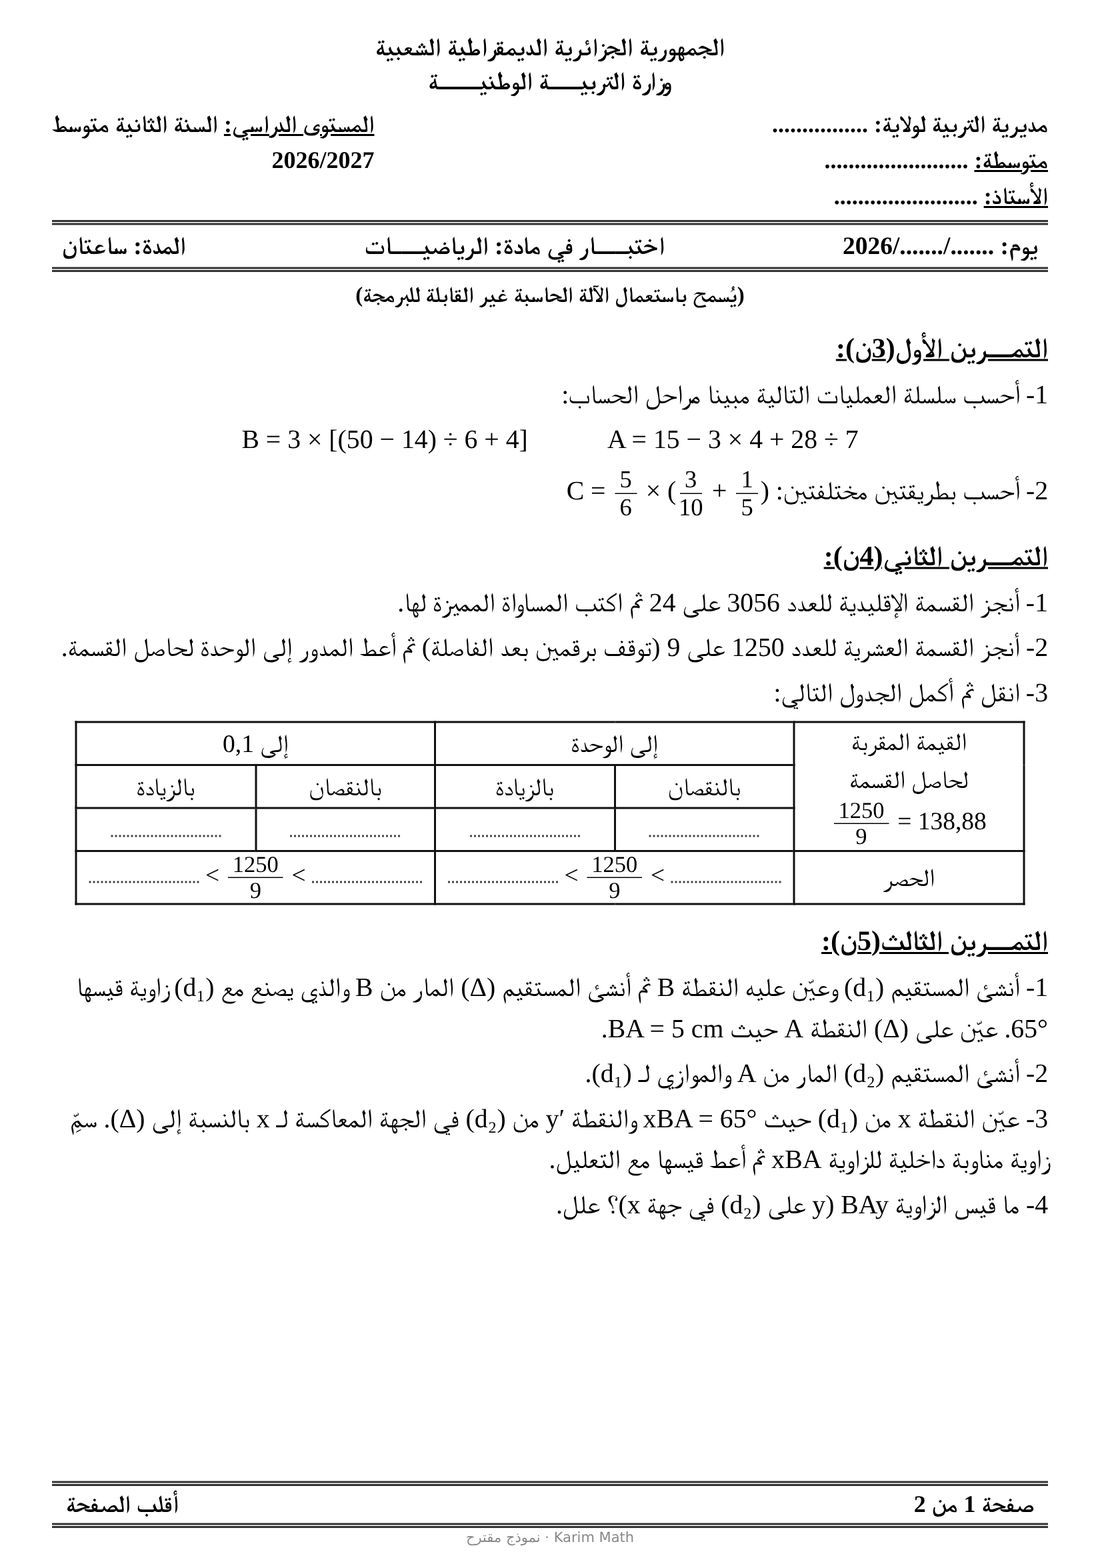 الجمهورية الجزائرية الديمقراطية الشعبية
وزارة التربيـــــة الوطنيـــــــة
مديرية التربية لولاية: ................
المستوى الدراسي: السنة الثانية متوسط
متوسطة: ........................
2026/2027
الأستاذ: ........................
يوم: ......./......./2026
اختبـــــار في مادة: الرياضيـــــات
المدة: ساعتان
(يُسمح باستعمال الآلة الحاسبة غير القابلة للبرمجة)
التمـــرين الأول(3ن):
1- أحسب سلسلة العمليات التالية مبينا مراحل الحساب:
A = 15 − 3 × 4 + 28 ÷ 7
B = 3 × [(50 − 14) ÷ 6 + 4]
2- أحسب بطريقتين مختلفتين: C = 5/6 × (3/10 + 1/5)
التمـــرين الثاني(4ن):
1- أنجز القسمة الإقليدية للعدد 3056 على 24 ثم اكتب المساواة المميزة لها.
2- أنجز القسمة العشرية للعدد 1250 على 9 (توقف برقمين بعد الفاصلة) ثم أعط المدور إلى الوحدة لحاصل القسمة.
3- انقل ثم أكمل الجدول التالي:
القيمة المقربة
لحاصل القسمة
1250/9 = 138,88
إلى الوحدة
إلى 0,1
بالنقصان
بالزيادة
بالنقصان
بالزيادة
..........................
..........................
..........................
..........................
الحصر
.......................... < 1250/9 < ..........................
.......................... < 1250/9 < ..........................
التمـــرين الثالث(5ن):
1- أنشئ المستقيم (d₁) وعيّن عليه النقطة B ثم أنشئ المستقيم (Δ) المار من B والذي يصنع مع (d₁) زاوية قيسها
65°. عيّن على (Δ) النقطة A حيث BA = 5 cm.
2- أنشئ المستقيم (d₂) المار من A والموازي لـ (d₁).
3- عيّن النقطة x من (d₁) حيث xBA = 65° والنقطة y′ من (d₂) في الجهة المعاكسة لـ x بالنسبة إلى (Δ). سمِّ
زاوية متناوبة داخلية للزاوية xBA ثم أعط قيسها مع التعليل.
4- ما قيس الزاوية BAy (y على (d₂) في جهة x)؟ علل.
صفحة 1 من 2
أقلب الصفحة
نموذج مقترح · Karim Math